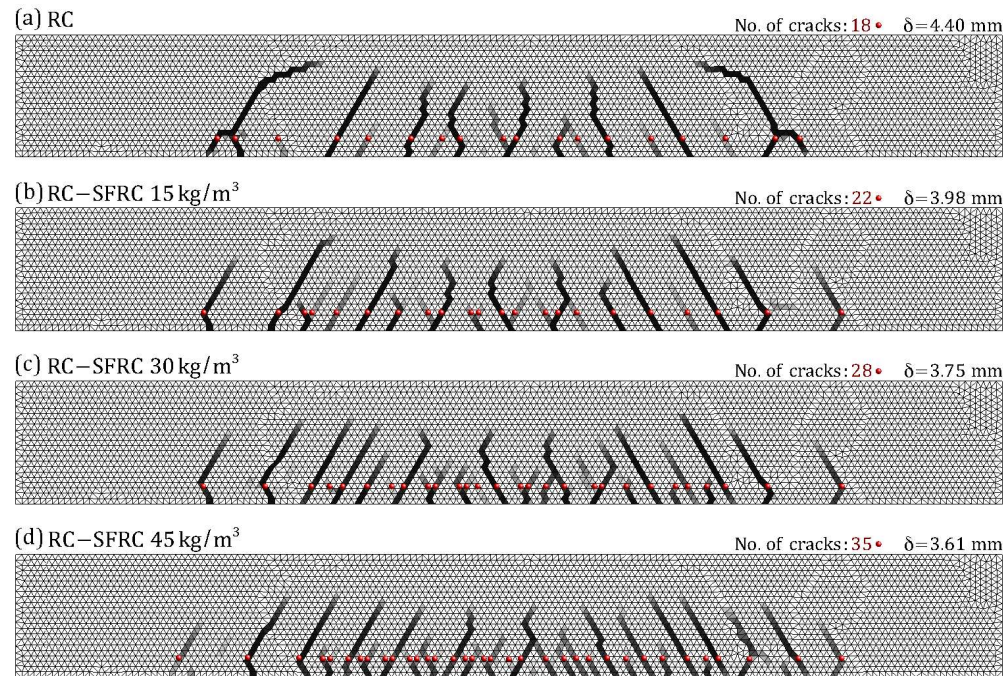 (a) RC
No. of cracks: 18 δ=4.40 mm
(b) RC−SFRC 15 kg/m³
No. of cracks: 22 δ=3.98 mm
(c) RC−SFRC 30 kg/m³
No. of cracks: 28 δ=3.75 mm
(d) RC−SFRC 45 kg/m³
No. of cracks: 35 δ=3.61 mm